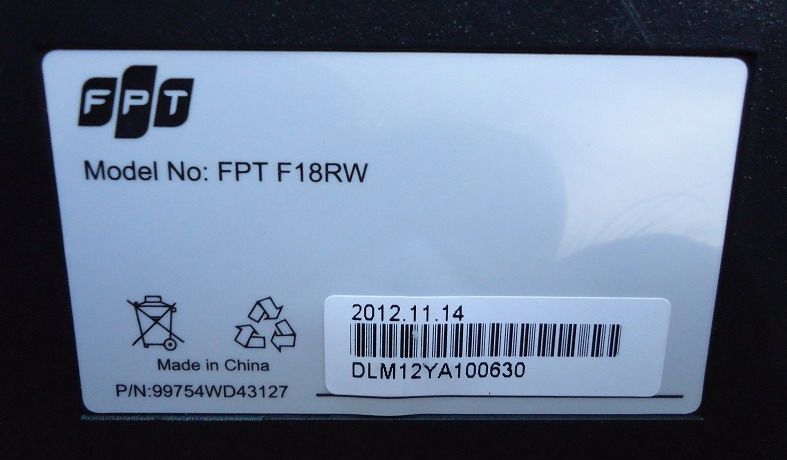 FPT
Model No: FPT F18RW
2012.11.14
DLM12YA100630
Made in China
P/N:99754WD43127